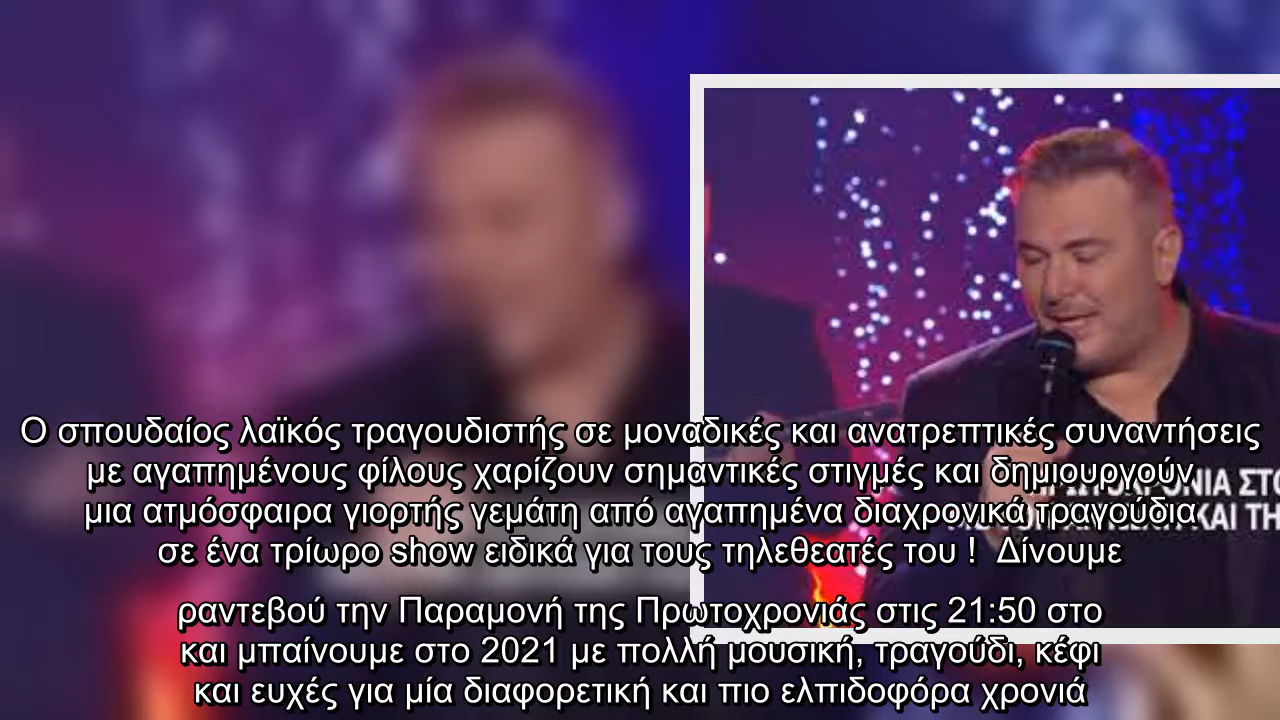 Ο σπουδαίος λαϊκός τραγουδιστής σε μοναδικές και ανατρεπτικές συναντήσεις
με αγαπημένους φίλους χαρίζουν σημαντικές στιγμές και δημιουργούν
μια ατμόσφαιρα γιορτής γεμάτη από αγαπημένα διαχρονικά τραγούδια
σε ένα τρίωρο show ειδικά για τους τηλεθεατές του ! Δίνουμε
ραντεβού την Παραμονή της Πρωτοχρονιάς στις 21:50 στο
και μπαίνουμε στο 2021 με πολλή μουσική, τραγούδι, κέφι
και ευχές για μία διαφορετική και πιο ελπιδοφόρα χρονιά
ΚΑΙ